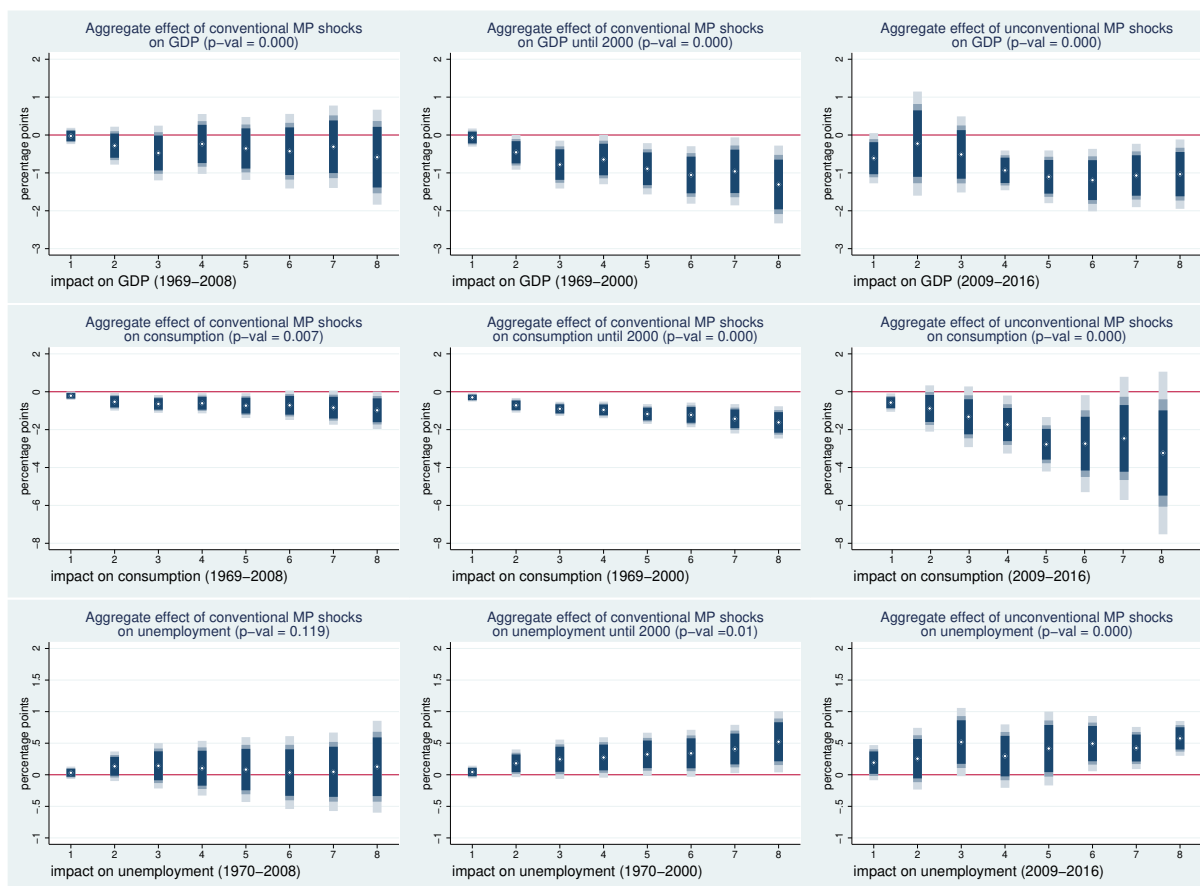 Aggregate effect of conventional MP shocks
on GDP (p−val = 0.000)
percentage points
2
1
0
−1
−2
−3
1 2 3 4 5 6 7 8
impact on GDP (1969−2008)
Aggregate effect of conventional MP shocks
on GDP until 2000 (p−val = 0.000)
percentage points
2
1
0
−1
−2
−3
1 2 3 4 5 6 7 8
impact on GDP (1969−2000)
Aggregate effect of unconventional MP shocks
on GDP (p−val = 0.000)
percentage points
2
1
0
−1
−2
−3
1 2 3 4 5 6 7 8
impact on GDP (2009−2016)
Aggregate effect of conventional MP shocks
on consumption (p−val = 0.007)
percentage points
2
0
−2
−4
−6
−8
1 2 3 4 5 6 7 8
impact on consumption (1969−2008)
Aggregate effect of conventional MP shocks
on consumption until 2000 (p−val = 0.000)
percentage points
2
0
−2
−4
−6
−8
1 2 3 4 5 6 7 8
impact on consumption (1969−2000)
Aggregate effect of unconventional MP shocks
on consumption (p−val = 0.000)
percentage points
2
0
−2
−4
−6
−8
1 2 3 4 5 6 7 8
impact on consumption (2009−2016)
Aggregate effect of conventional MP shocks
on unemployment (p−val = 0.119)
percentage points
2
1.5
1
.5
0
−.5
−1
1 2 3 4 5 6 7 8
impact on unemployment (1970−2008)
Aggregate effect of conventional MP shocks
on unemployment until 2000 (p−val =0.01)
percentage points
2
1.5
1
.5
0
−.5
−1
1 2 3 4 5 6 7 8
impact on unemployment (1970−2000)
Aggregate effect of unconventional MP shocks
on unemployment (p−val = 0.000)
percentage points
2
1.5
1
.5
0
−.5
−1
1 2 3 4 5 6 7 8
impact on unemployment (2009−2016)